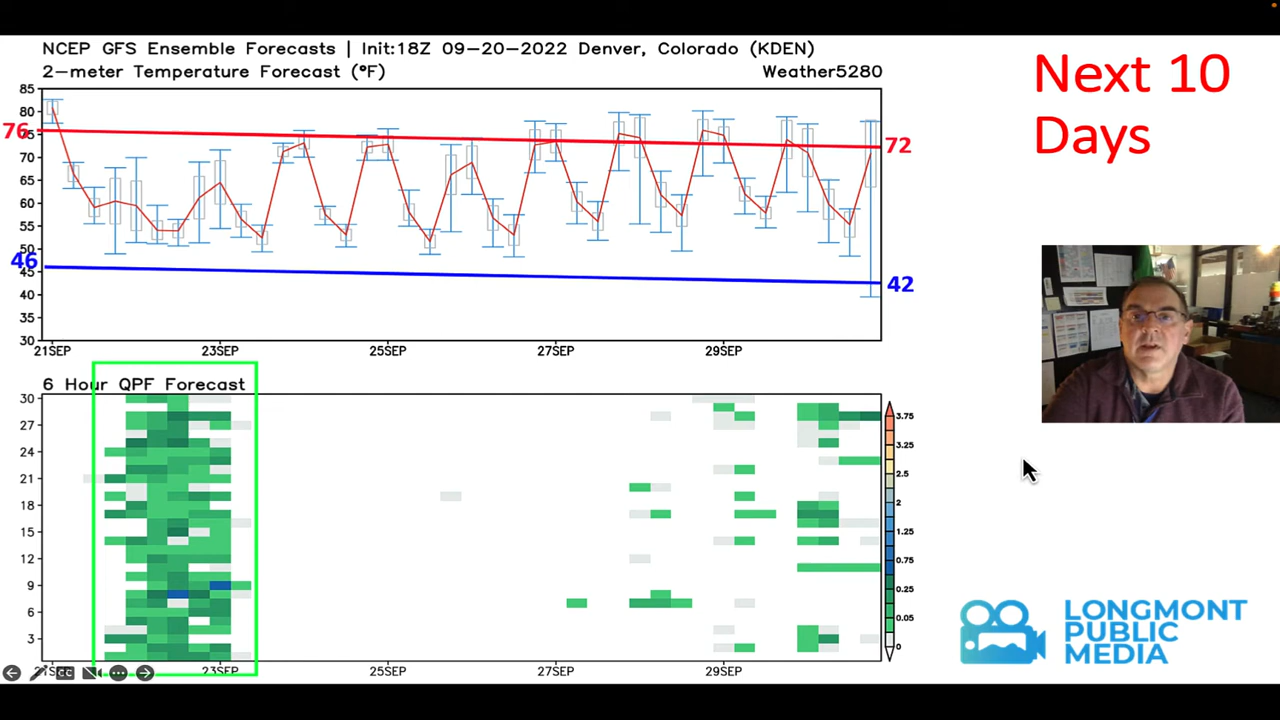 NCEP GFS Ensemble Forecasts | Init:18Z 09-20-2022 Denver, Colorado (KDEN)
2-meter Temperature Forecast (°F)
Weather5280
Next 10
Days
85
80
75
70
65
60
55
50
45
40
35
30
76
72
46
42
21SEP 23SEP 25SEP 27SEP 29SEP
6 Hour QPF Forecast
30
27
24
21
18
15
12
9
6
3
21SEP 23SEP 25SEP 27SEP 29SEP
3.75
3.25
2.5
2
1.25
0.75
0.25
0.05
0
CC
LONGMONT
PUBLIC
MEDIA